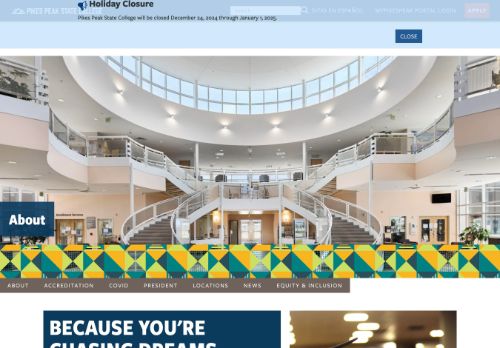 Holiday Closure
Pikes Peak State College will be closed December 24, 2024 through January 1, 2025.
PIKES PEAK STATE COLLEGE
Search
SITIO EN ESPAÑOL
MYPIKESPEAK PORTAL LOGIN
APPLY
CLOSE
About
ABOUT ACCREDITATION COVID PRESIDENT LOCATIONS NEWS EQUITY & INCLUSION
BECAUSE YOU'RE
CHASING DREAMS